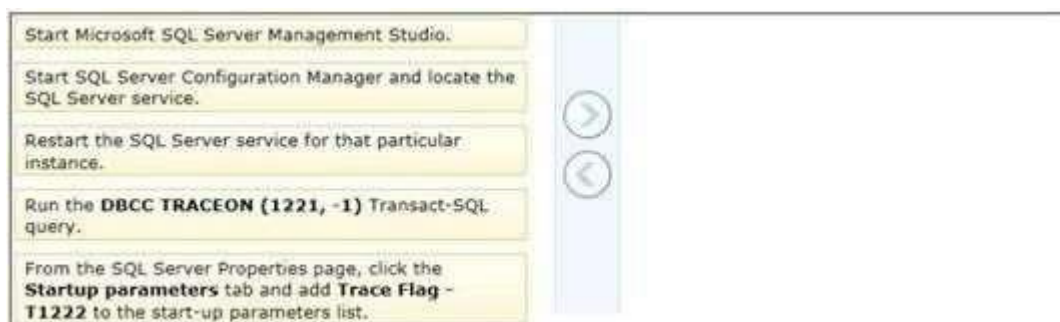 Start Microsoft SQL Server Management Studio.
Start SQL Server Configuration Manager and locate the
SQL Server service.
Restart the SQL Server service for that particular
instance.
Run the DBCC TRACEON (1221, -1) Transact-SQL
query.
From the SQL Server Properties page, click the
Startup parameters tab and add Trace Flag -
T1222 to the start-up parameters list.